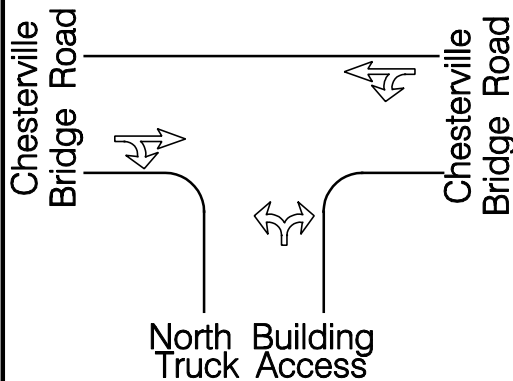 Chesterville
Bridge Road
Chesterville
Bridge Road
North Building
Truck Access